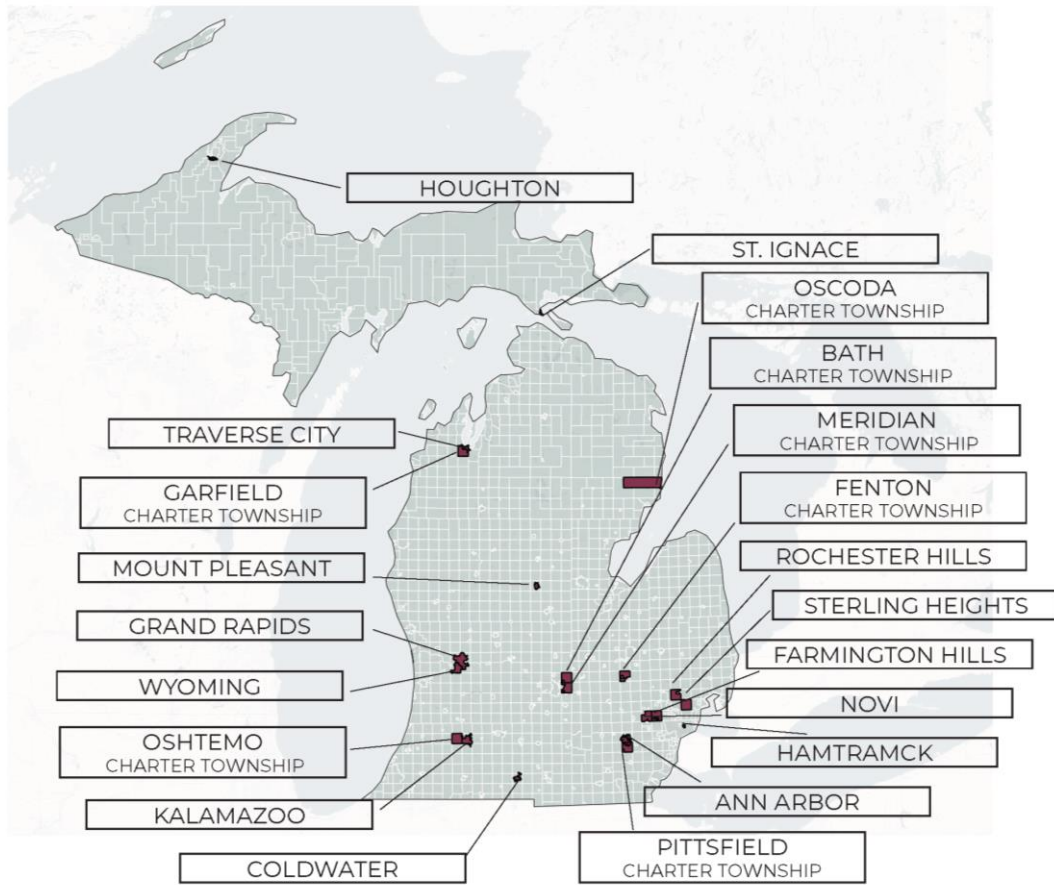 HOUGHTON
ST. IGNACE
OSCODA
CHARTER TOWNSHIP
BATH
CHARTER TOWNSHIP
MERIDIAN
CHARTER TOWNSHIP
TRAVERSE CITY
FENTON
CHARTER TOWNSHIP
GARFIELD
CHARTER TOWNSHIP
ROCHESTER HILLS
MOUNT PLEASANT
STERLING HEIGHTS
GRAND RAPIDS
FARMINGTON HILLS
WYOMING
NOVI
OSHTEMO
CHARTER TOWNSHIP
HAMTRAMCK
KALAMAZOO
ANN ARBOR
COLDWATER
PITTSFIELD
CHARTER TOWNSHIP